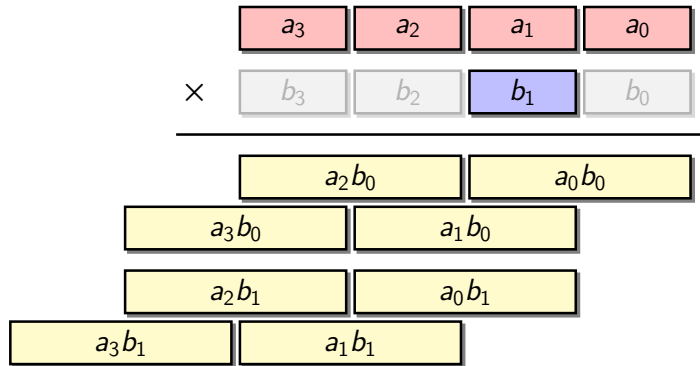 a₃ a₂ a₁ a₀
× b₃ b₂ b₁ b₀
a₂b₀ a₀b₀
a₃b₀ a₁b₀
a₂b₁ a₀b₁
a₃b₁ a₁b₁